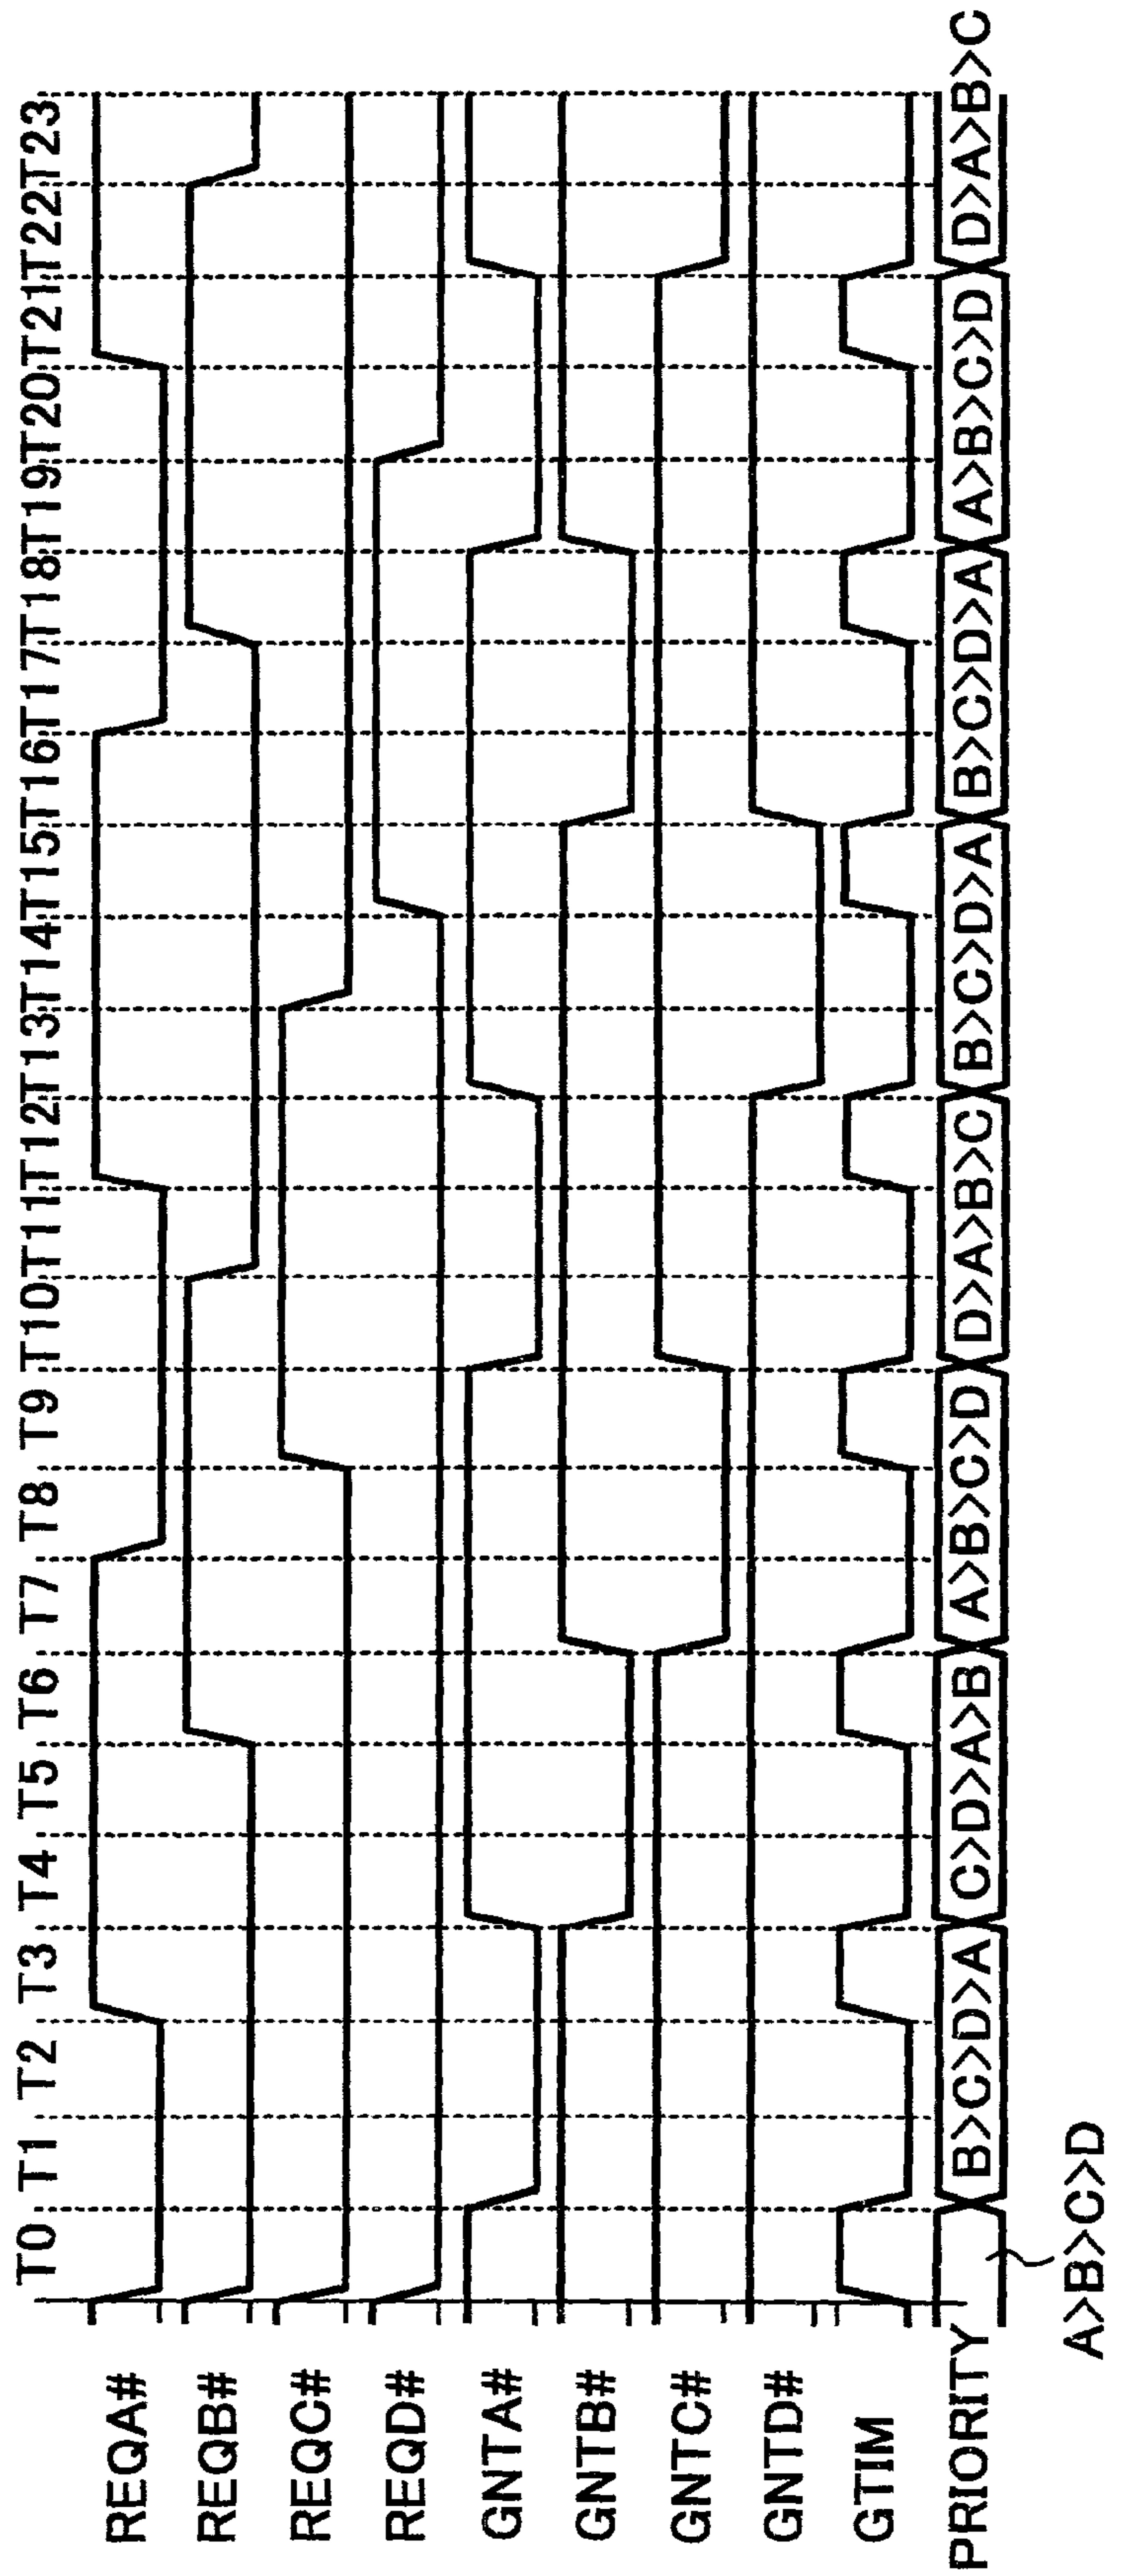 T0 T1 T2 T3 T4 T5 T6 T7 T8 T9 T10 T11 T12 T13 T14 T15 T16 T17 T18 T19 T20 T21 T22 T23
REQA#
REQB#
REQC#
REQD#
GNTA#
GNTB#
GNTC#
GNTD#
GTIM
PRIORITY B>C>D>A C>D>A>B A>B>C>D D>A>B>C B>C>D>A B>C>D>A A>B>C>D D>A>B>C
A>B>C>D